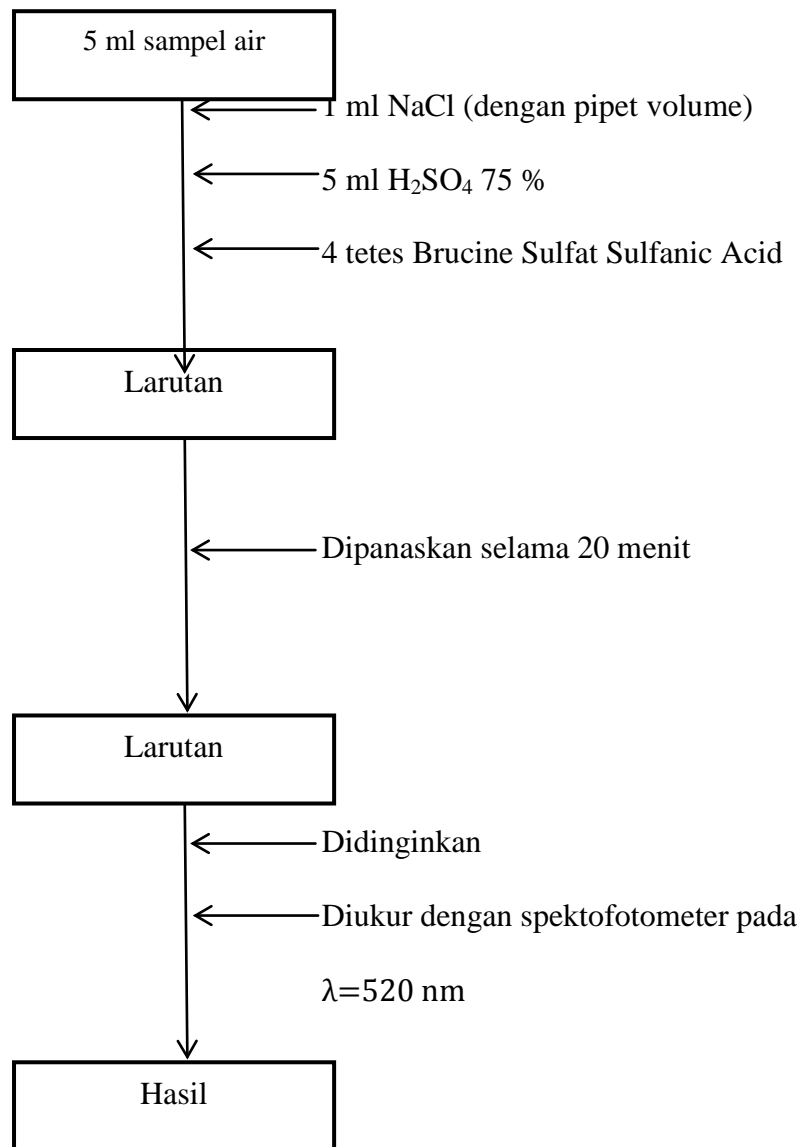 5 ml sampel air
1 ml NaCl (dengan pipet volume)
5 ml H₂SO₄ 75 %
4 tetes Brucine Sulfat Sulfanic Acid
Larutan
Dipanaskan selama 20 menit
Larutan
Didinginkan
Diukur dengan spektofotometer pada
λ=520 nm
Hasil